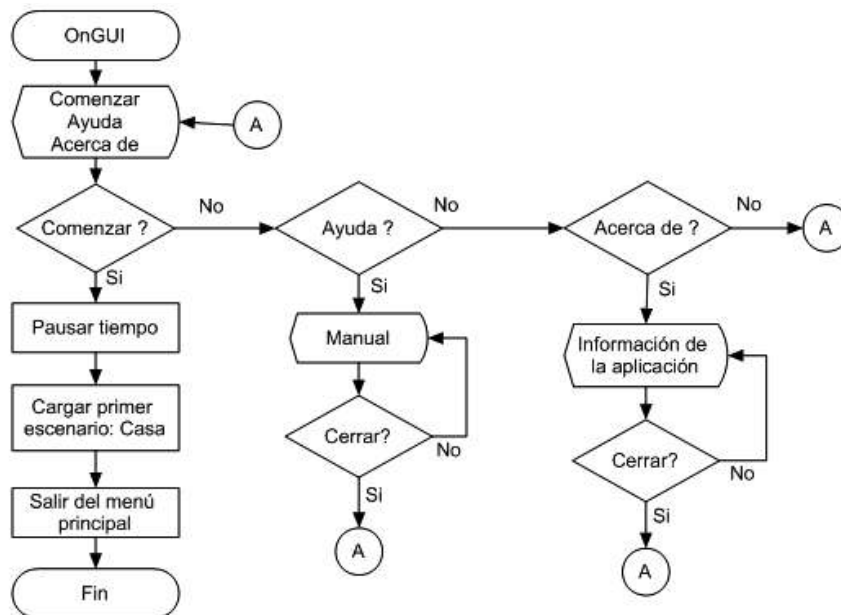 OnGUI
Comenzar
Ayuda
Acerca de
A
Comenzar ?
No
Ayuda ?
No
Acerca de ?
No
A
Si
Si
Si
Pausar tiempo
Manual
Información de
la aplicación
Cargar primer
escenario: Casa
Cerrar?
No
Cerrar?
No
Si
Si
Salir del menú
principal
A
A
Fin